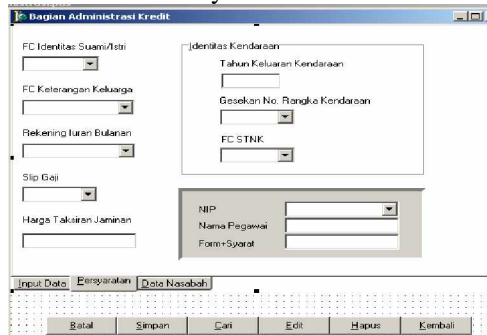 Bagian Administrasi Kredit
FC Identitas Suami/Istri
FC Keterangan Keluarga
Rekening Iuran Bulanan
Slip Gaji
Harga Taksiran Jaminan
Identitas Kendaraan
Tahun Keluaran Kendaraan
Gesekan No. Rangka Kendaraan
FC STNK
NIP
Nama Pegawai
Form+Syarat
Input Data Persyaratan Data Nasabah
Batal Simpan Cari Edit Hapus Kembali